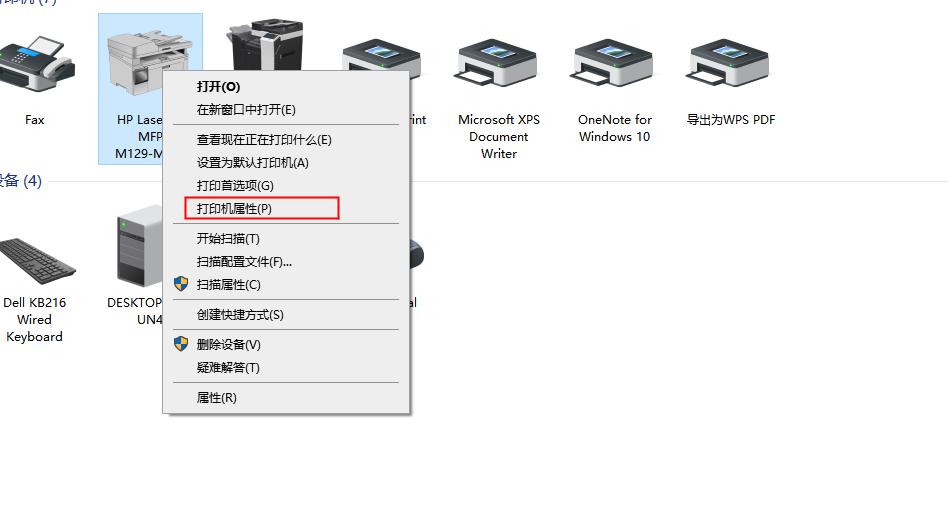 (7)
Fax
HP Lase
MFP
M129-M
rint
Microsoft XPS
Document
Writer
OneNote for
Windows 10
导出为WPS PDF
打开(O)
在新窗口中打开(E)
查看现在正在打印什么(E)
设置为默认打印机(A)
打印首选项(G)
打印机属性(P)
开始扫描(T)
扫描配置文件(F)...
扫描属性(C)
创建快捷方式(S)
删除设备(V)
疑难解答(T)
属性(R)
设备 (4)
Dell KB216
Wired
Keyboard
DESKTOP
UN4
al